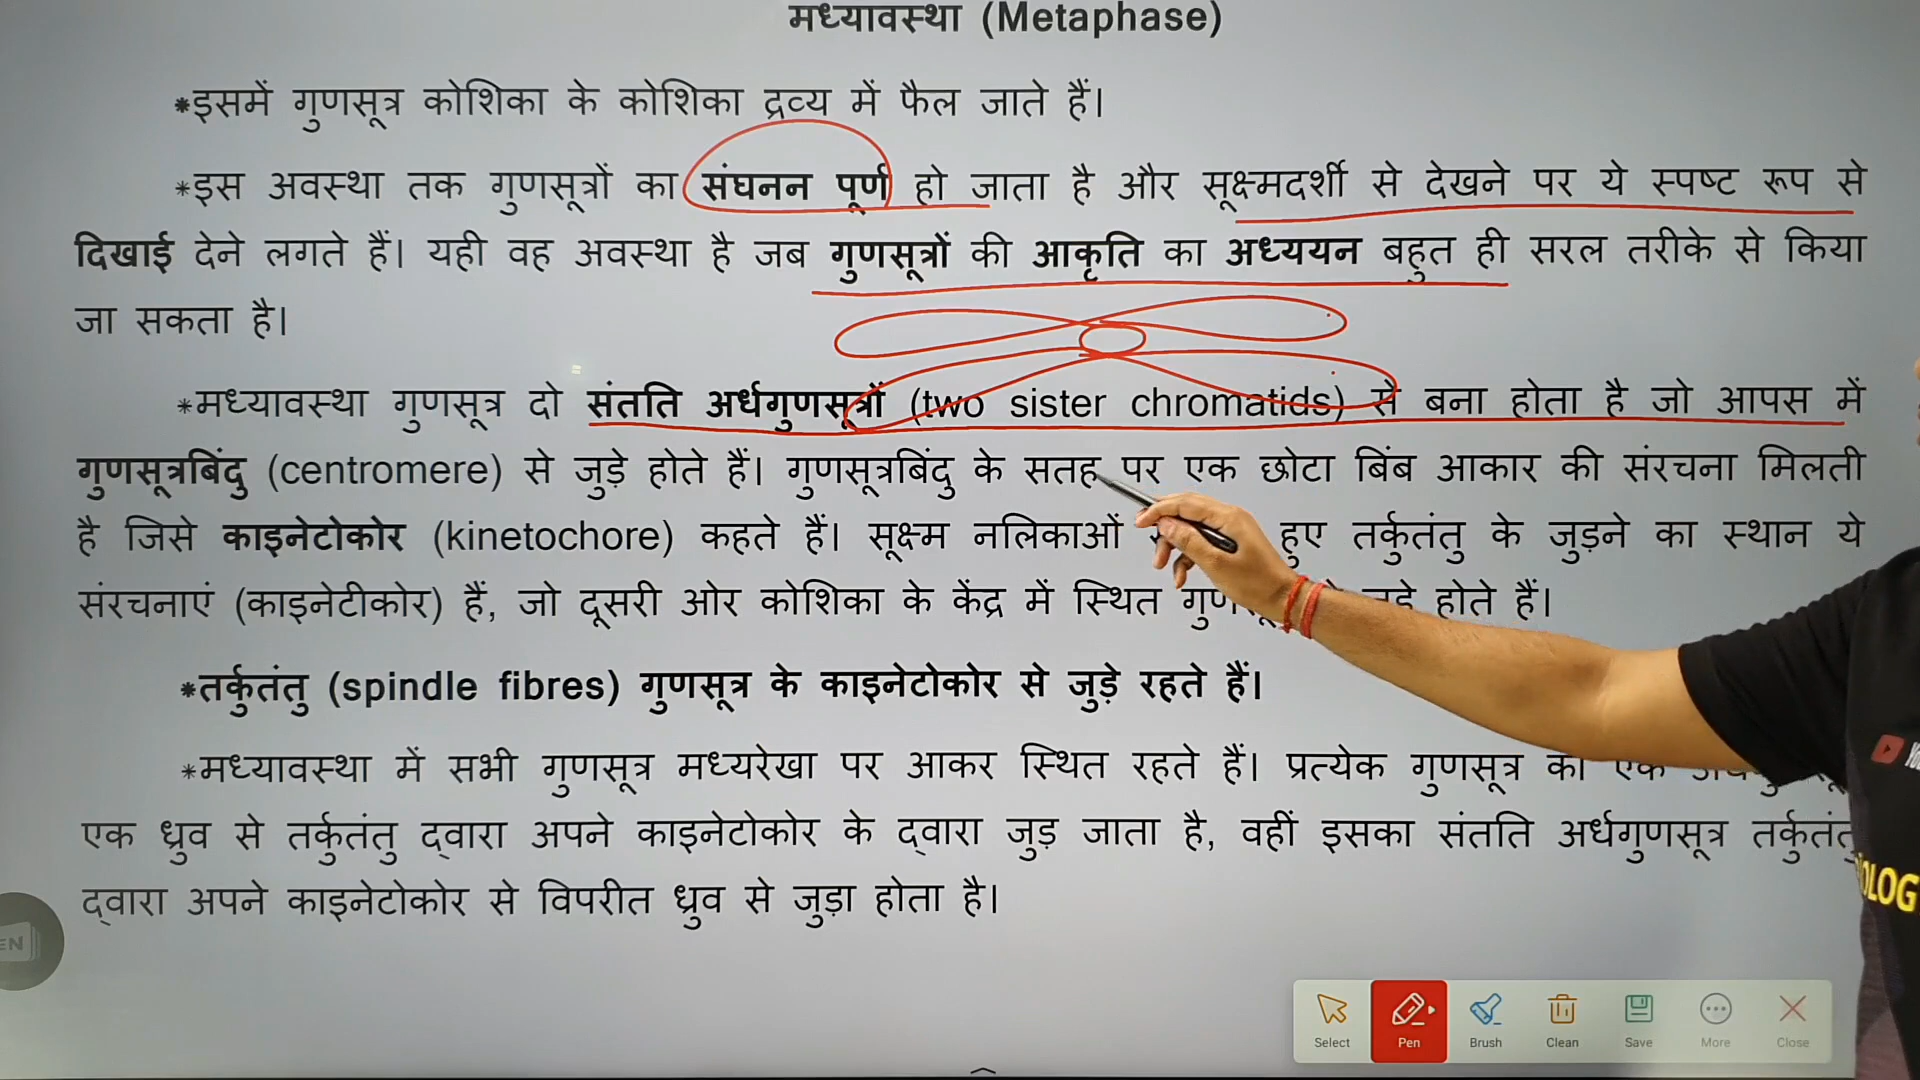 मध्यावस्था (Metaphase)
*इसमें गुणसूत्र कोशिका के कोशिका द्रव्य में फैल जाते हैं।
*इस अवस्था तक गुणसूत्रों का संघनन पूर्ण हो जाता है और सूक्ष्मदर्शी से देखने पर ये स्पष्ट रूप से
दिखाई देने लगते हैं। यही वह अवस्था है जब गुणसूत्रों की आकृति का अध्ययन बहुत ही सरल तरीके से किया
जा सकता है।
*मध्यावस्था गुणसूत्र दो संतति अर्धगुणसूत्रों (two sister chromatids) से बना होता है जो आपस में
गुणसूत्रबिंदु (centromere) से जुड़े होते हैं। गुणसूत्रबिंदु के सतह पर एक छोटा बिंब आकार की संरचना मिलती
है जिसे काइनेटोकोर (kinetochore) कहते हैं। सूक्ष्म नलिकाओं हुए तर्कुतंतु के जुड़ने का स्थान ये
संरचनाएं (काइनेटीकोर) हैं, जो दूसरी ओर कोशिका के केंद्र में स्थित होते हैं।
*तर्कुतंतु (spindle fibres) गुणसूत्र के काइनेटोकोर से जुड़े रहते हैं।
*मध्यावस्था में सभी गुणसूत्र मध्यरेखा पर आकर स्थित रहते हैं। प्रत्येक गुणसूत्र का एक
एक ध्रुव से तर्कुतंतु द्वारा अपने काइनेटोकोर के द्वारा जुड़ जाता है, वहीं इसका संतति अर्धगुणसूत्र तर्कुतंतु
द्वारा अपने काइनेटोकोर से विपरीत ध्रुव से जुड़ा होता है।
EN
OLOG
Select Pen Brush Clean Save More Close